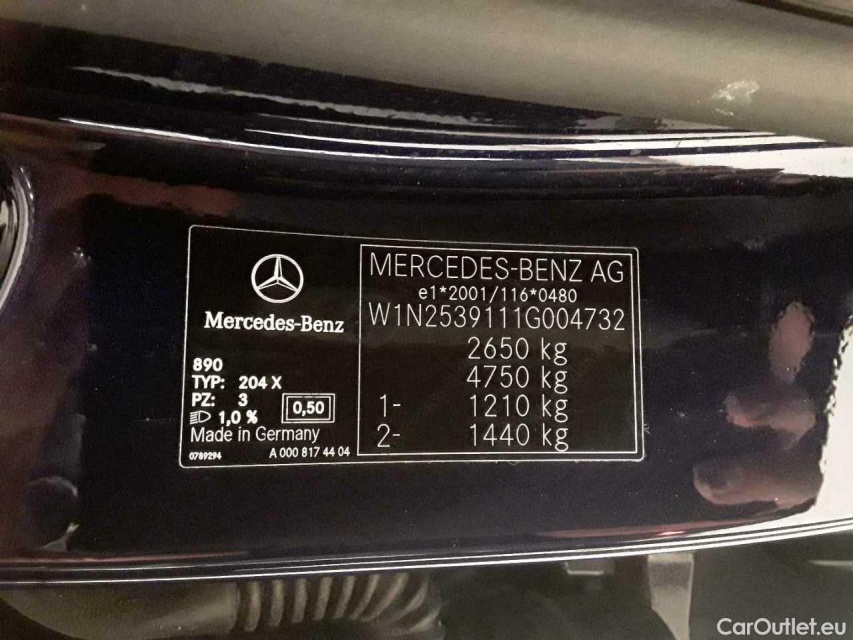 Mercedes-Benz
890
TYP: 204 X
PZ: 3
1,0 % 0,50
Made in Germany
0789294 A 000 817 44 04
MERCEDES-BENZ AG
e1*2001/116*0480
W1N2539111G004732
2650 kg
4750 kg
1- 1210 kg
2- 1440 kg
CarOutlet.eu